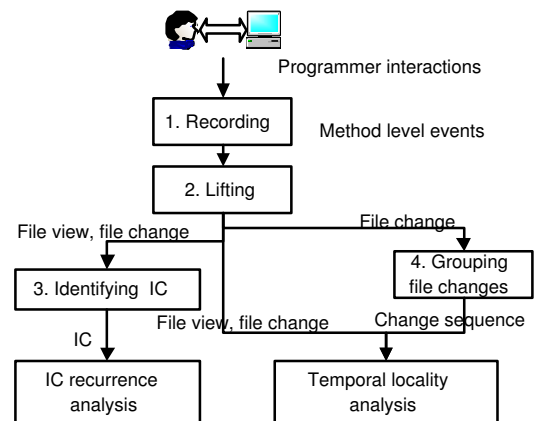 Programmer interactions
1. Recording
Method level events
2. Lifting
File view, file change
File change
3. Identifying IC
4. Grouping
file changes
IC
File view, file change
Change sequence
IC recurrence
analysis
Temporal locality
analysis